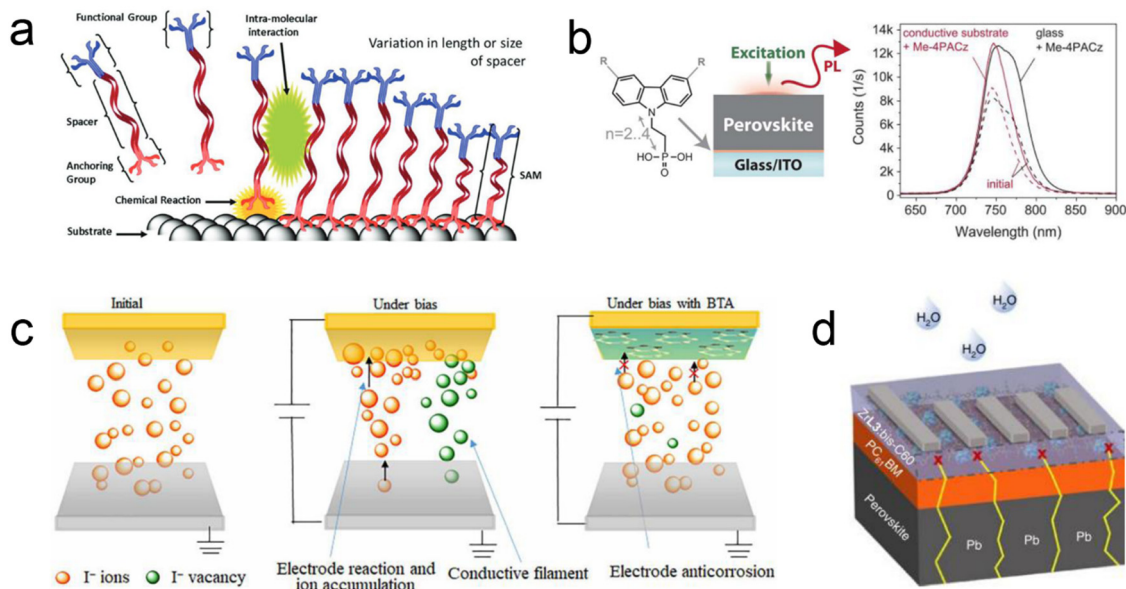 a
Functional Group
Intra-molecular
interaction
Variation in length or size
of spacer
Spacer
Anchoring
Group
Chemical Reaction
Substrate
SAM
b
R
R
N
n=2..4
HO
P
OH
O
Excitation
PL
Perovskite
Glass/ITO
conductive substrate
+ Me-4PACz
glass
+ Me-4PACz
initial
Counts (1/s)
14k
12k
10k
8k
6k
4k
2k
0
650
700
750
800
850
900
Wavelength (nm)
c
Initial
Under bias
Under bias with BTA
I⁻ ions
I⁻ vacancy
Electrode reaction and
ion accumulation
Conductive filament
Electrode anticorrosion
d
H₂O
H₂O
H₂O
ZrL3:bis-C60
PC₆₁BM
Perovskite
Pb
Pb
Pb